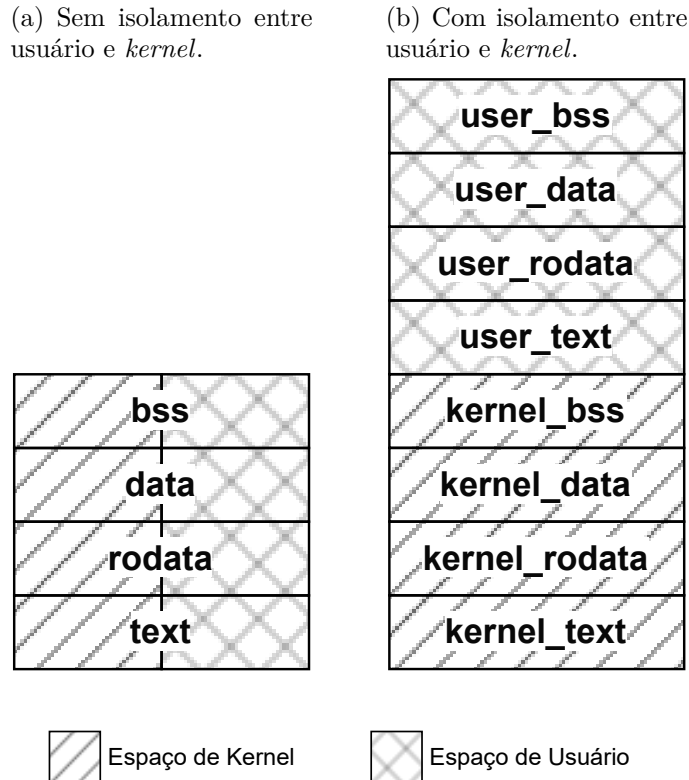 (a) Sem isolamento entre
usuário e kernel.
(b) Com isolamento entre
usuário e kernel.
bss
data
rodata
text
user_bss
user_data
user_rodata
user_text
kernel_bss
kernel_data
kernel_rodata
kernel_text
Espaço de Kernel
Espaço de Usuário